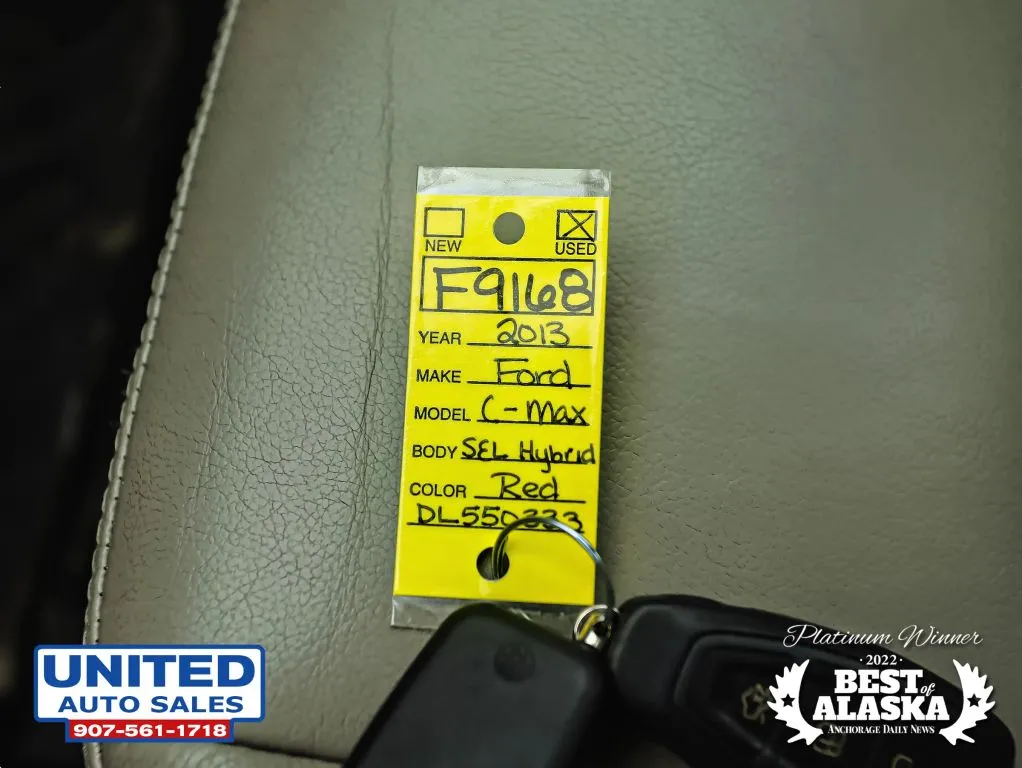 NEW USED
F9168
YEAR 2013
MAKE Ford
MODEL C-Max
BODY SEL Hybrid
COLOR Red
DL550333
UNITED
AUTO SALES
907-561-1718
Platinum Winner
· 2022 ·
BEST of
ALASKA
ANCHORAGE DAILY NEWS